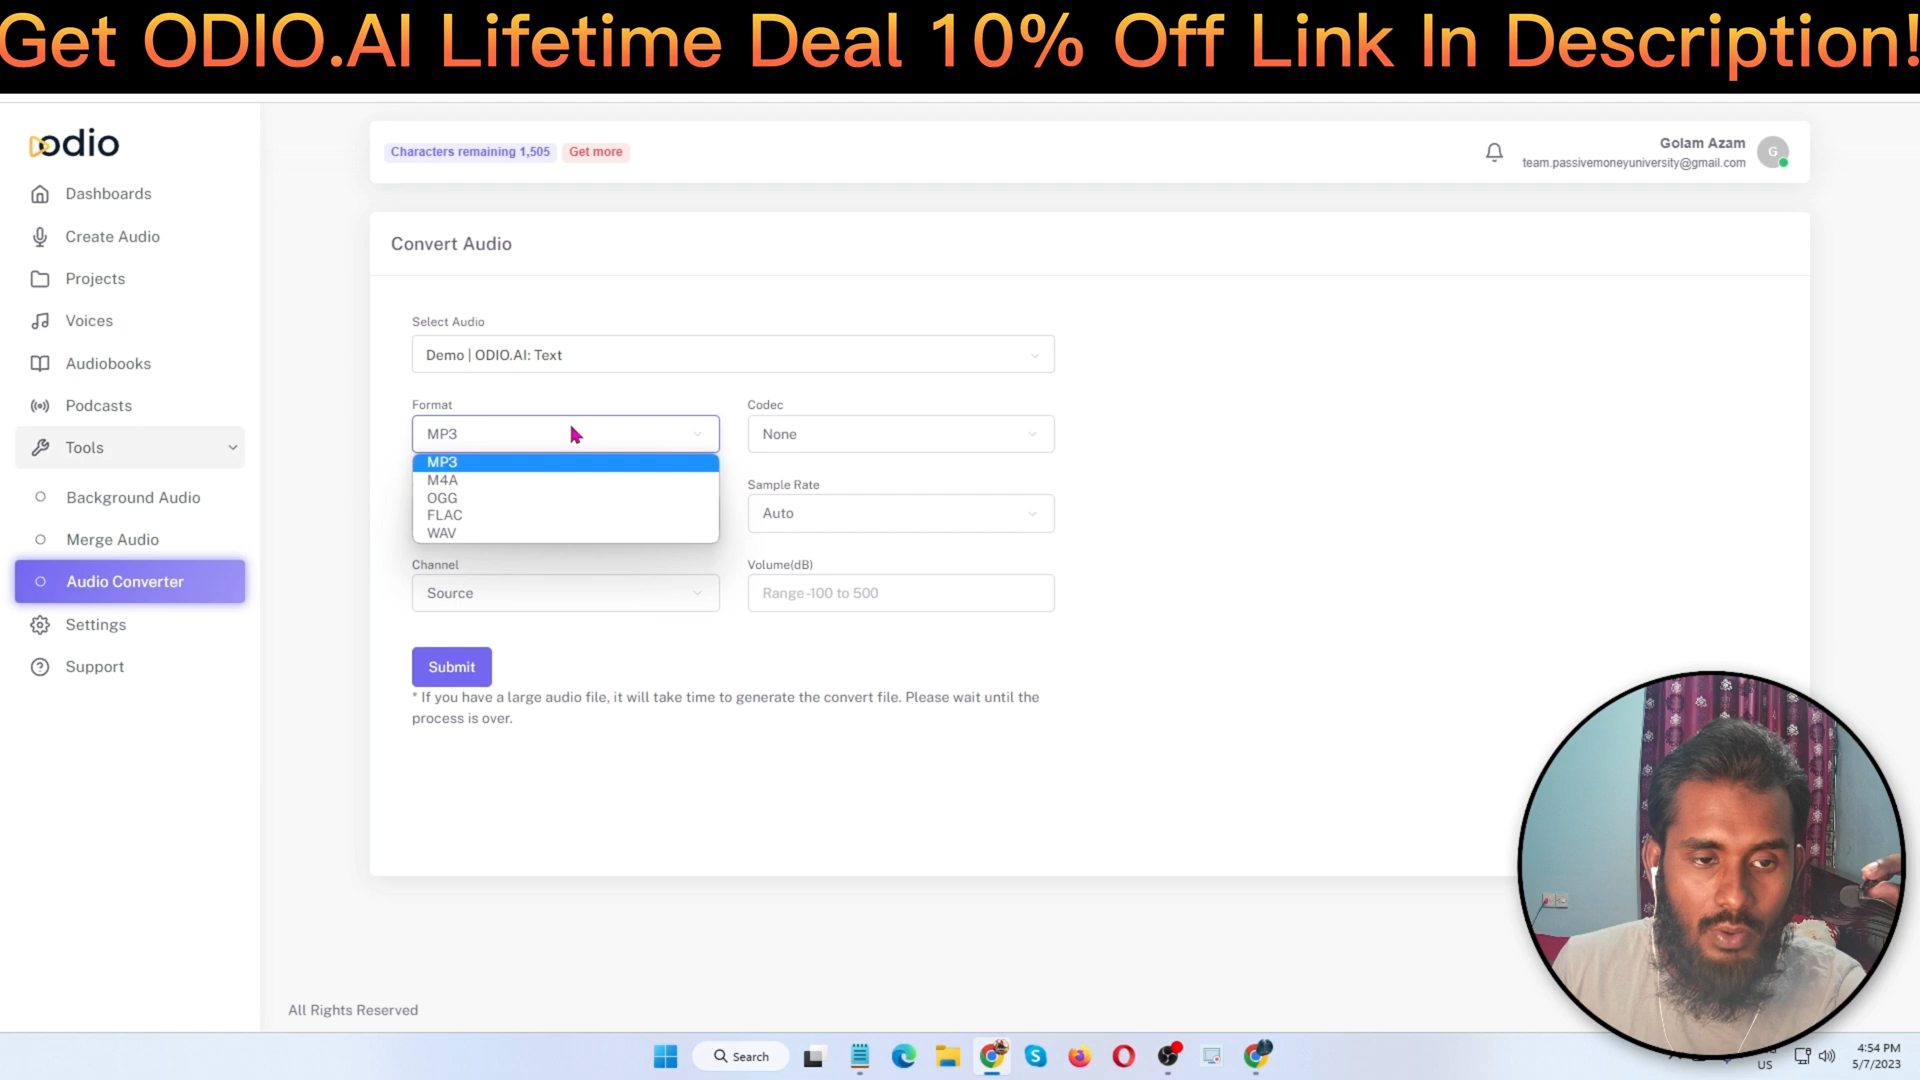 Get ODIO.AI Lifetime Deal 10% Off Link In Description!
odio
Characters remaining 1,505
Get more
Golam Azam
team.passivemoneyuniversity@gmail.com
G
Dashboards
Create Audio
Projects
Voices
Audiobooks
Podcasts
Tools
Background Audio
Merge Audio
Audio Converter
Settings
Support
Convert Audio
Select Audio
Demo | ODIO.AI: Text
Format
Codec
MP3
None
MP3
M4A
OGG
FLAC
WAV
Sample Rate
Auto
Channel
Volume(dB)
Source
Range -100 to 500
Submit
* If you have a large audio file, it will take time to generate the convert file. Please wait until the
process is over.
All Rights Reserved
Search
US
4:54 PM
5/7/2023